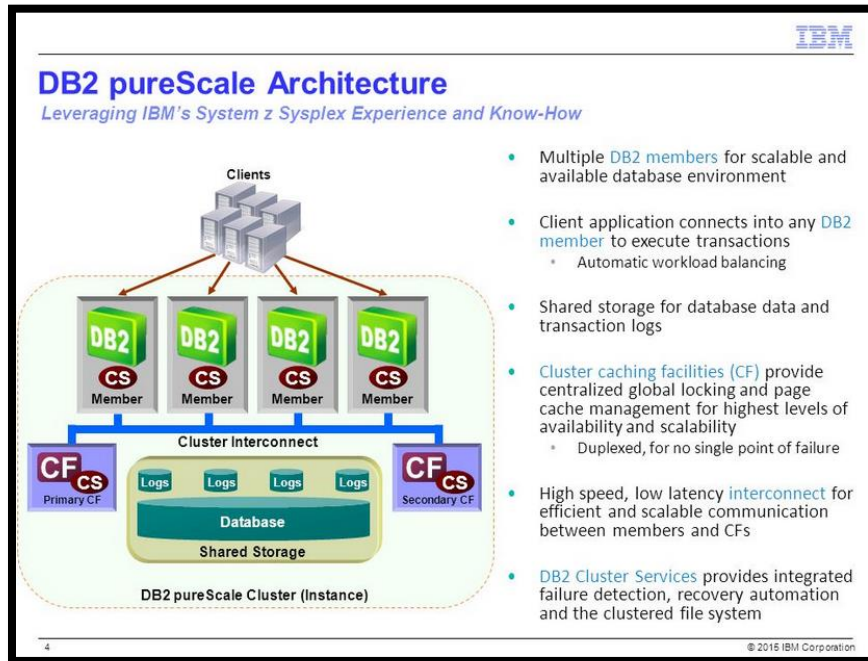 IBM
DB2 pureScale Architecture
Leveraging IBM's System z Sysplex Experience and Know-How
Clients
DB2
CS
Member
DB2
CS
Member
DB2
CS
Member
DB2
CS
Member
Cluster Interconnect
CF
CS
Primary CF
CF
CS
Secondary CF
Logs
Logs
Logs
Logs
Database
Shared Storage
DB2 pureScale Cluster (Instance)
• Multiple DB2 members for scalable and
available database environment
• Client application connects into any DB2
member to execute transactions
• Automatic workload balancing
• Shared storage for database data and
transaction logs
• Cluster caching facilities (CF) provide
centralized global locking and page
cache management for highest levels of
availability and scalability
• Duplexed, for no single point of failure
• High speed, low latency interconnect for
efficient and scalable communication
between members and CFs
• DB2 Cluster Services provides integrated
failure detection, recovery automation
and the clustered file system
4
© 2015 IBM Corporation